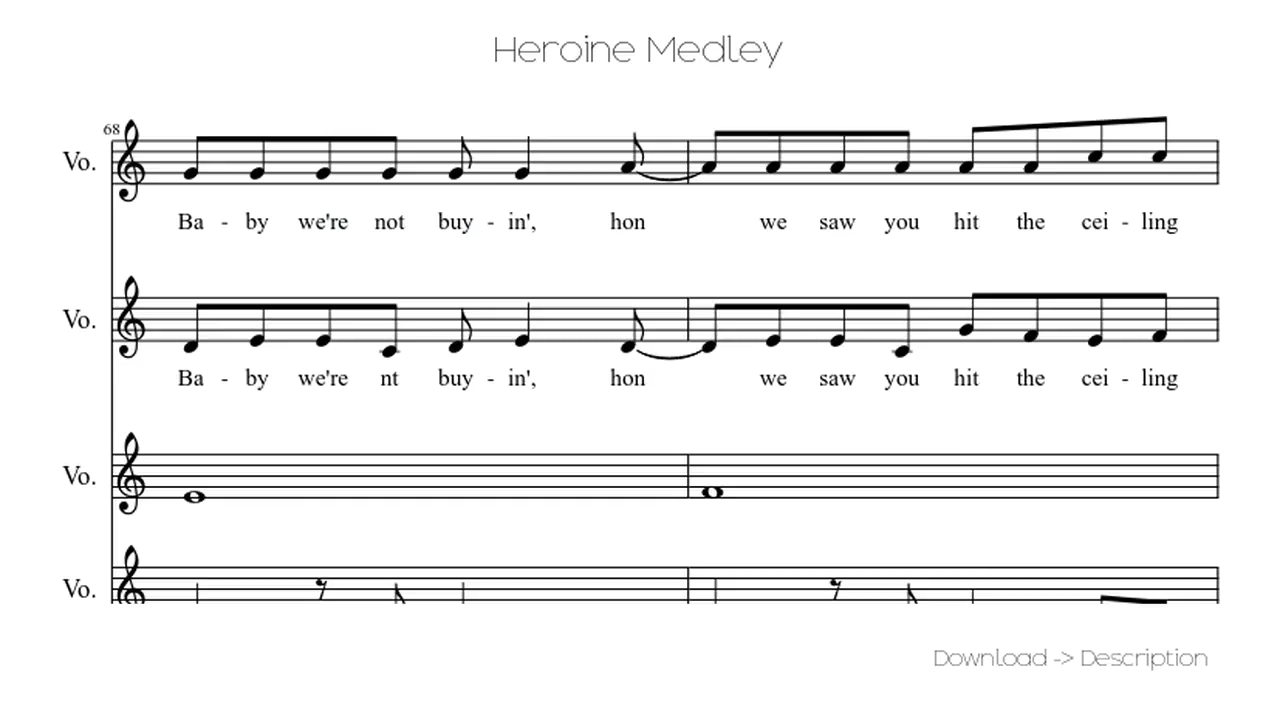 Heroine Medley
68
Vo.
Ba - by we're not buy - in', hon we saw you hit the cei - ling
Vo.
Ba - by we're nt buy - in', hon we saw you hit the cei - ling
Vo.
Vo.
Download -> Description